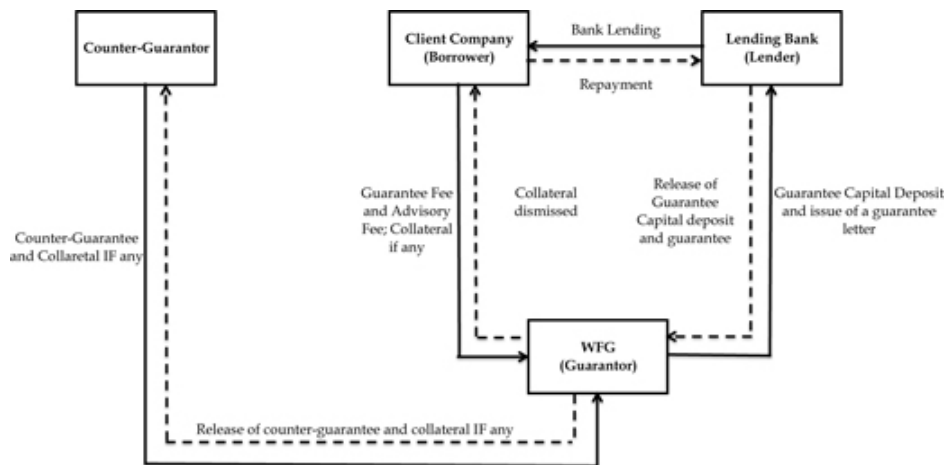 Counter-Guarantor
Client Company
(Borrower)
Bank Lending
Repayment
Lending Bank
(Lender)
Counter-Guarantee
and Collaretal IF any
Guarantee Fee
and Advisory
Fee; Collateral
if any
Collateral
dismissed
Release of
Guarantee
Capital deposit
and guarantee
Guarantee Capital Deposit
and issue of a guarantee
letter
WFG
(Guarantor)
Release of counter-guarantee and collateral IF any